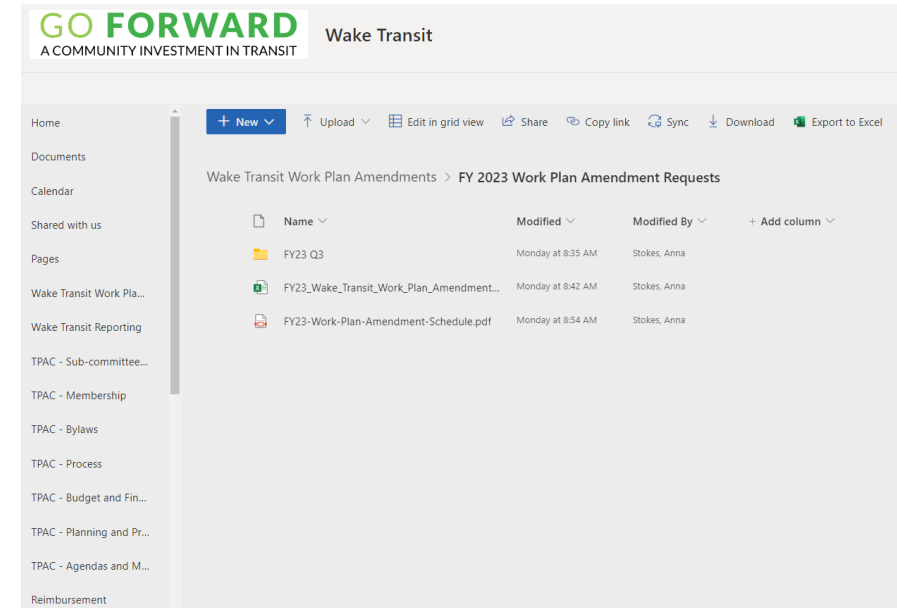 GO FORWARD
A COMMUNITY INVESTMENT IN TRANSIT
Wake Transit
Home
Documents
Calendar
Shared with us
Pages
Wake Transit Work Pla...
Wake Transit Reporting
TPAC - Sub-committee...
TPAC - Membership
TPAC - Bylaws
TPAC - Process
TPAC - Budget and Fin...
TPAC - Planning and Pr...
TPAC - Agendas and M...
Reimbursement
+ New
Upload
Edit in grid view
Share
Copy link
Sync
Download
Export to Excel
Wake Transit Work Plan Amendments > FY 2023 Work Plan Amendment Requests
Name Modified Modified By + Add column
FY23 Q3 Monday at 8:35 AM Stokes, Anna
FY23_Wake_Transit_Work_Plan_Amendment... Monday at 8:42 AM Stokes, Anna
FY23-Work-Plan-Amendment-Schedule.pdf Monday at 8:54 AM Stokes, Anna